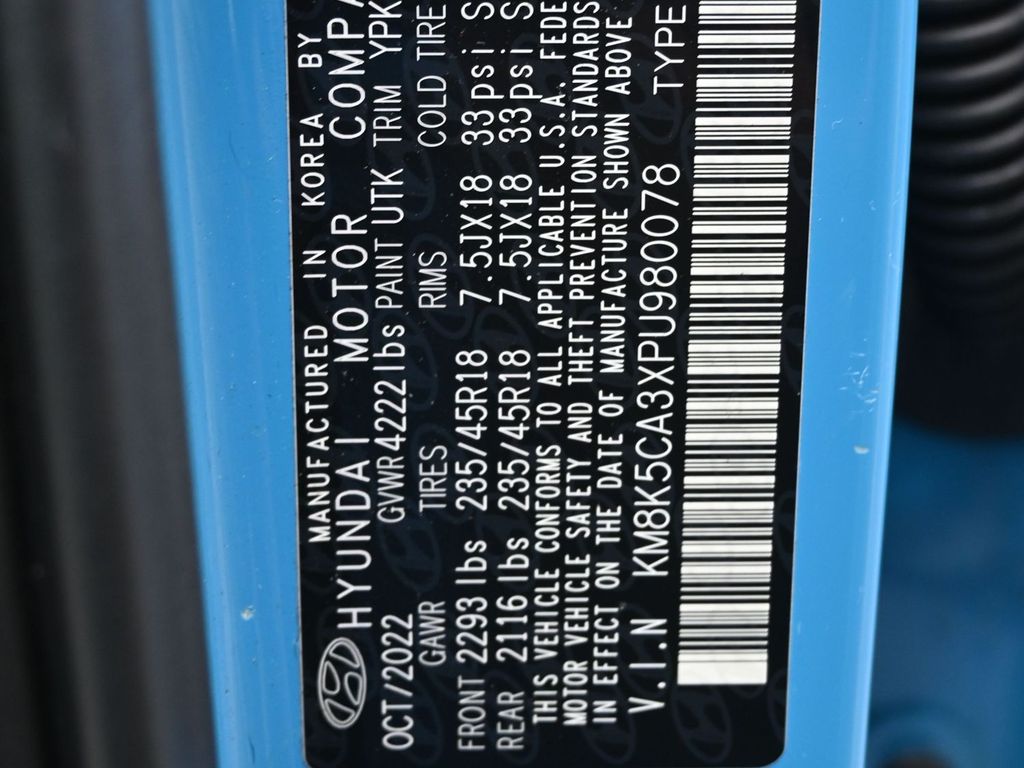 MANUFACTURED IN KOREA BY
HYUNDAI MOTOR COMPA
OCT/2022 GVWR 4222 lbs PAINT UTK TRIM YPK
GAWR TIRES RIMS COLD TIRE
FRONT 2293 lbs 235/45R18 7.5JX18 33psi S
REAR 2116 lbs 235/45R18 7.5JX18 33psi S
THIS VEHICLE CONFORMS TO ALL APPLICABLE U.S.A. FEDE
MOTOR VEHICLE SAFETY AND THEFT PREVENTION STANDARDS
IN EFFECT ON THE DATE OF MANUFACTURE SHOWN ABOVE
V.I.N KM8K5CA3XPU980078 TYPE